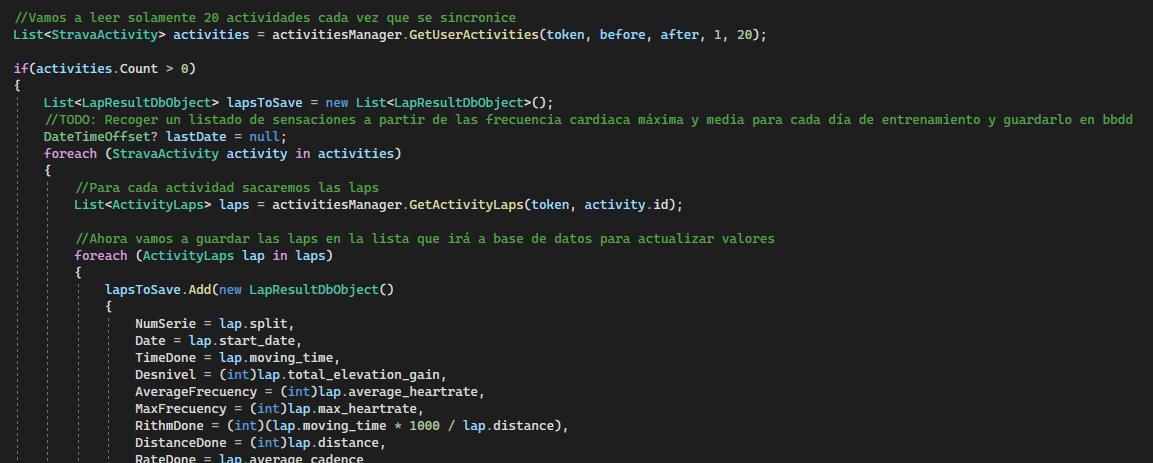 //Vamos a leer solamente 20 actividades cada vez que se sincronice
List<StravaActivity> activities = activitiesManager.GetUserActivities(token, before, after, 1, 20);
if(activities.Count > 0)
{
List<LapResultDbObject> lapsToSave = new List<LapResultDbObject>();
//TODO: Recoger un listado de sensaciones a partir de las frecuencia cardiaca máxima y media para cada día de entrenamiento y guardarlo en bbdd
DateTimeOffset? lastDate = null;
foreach (StravaActivity activity in activities)
{
//Para cada actividad sacaremos las laps
List<ActivityLaps> laps = activitiesManager.GetActivityLaps(token, activity.id);
//Ahora vamos a guardar las laps en la lista que irá a base de datos para actualizar valores
foreach (ActivityLaps lap in laps)
{
lapsToSave.Add(new LapResultDbObject()
{
NumSerie = lap.split,
Date = lap.start_date,
TimeDone = lap.moving_time,
Desnivel = (int)lap.total_elevation_gain,
AverageFrecuency = (int)lap.average_heartrate,
MaxFrecuency = (int)lap.max_heartrate,
RithmDone = (int)(lap.moving_time * 1000 / lap.distance),
DistanceDone = (int)lap.distance,
RateDone = lap.average_cadence